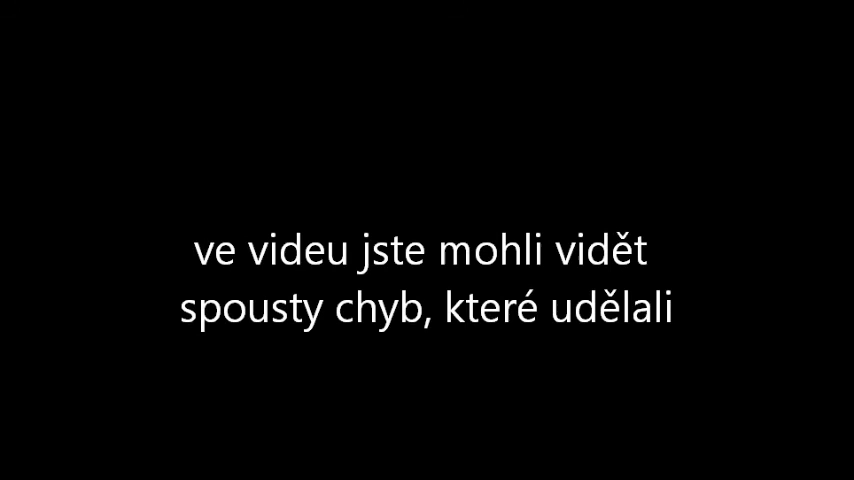 ve videu jste mohli vidět
spousty chyb, které udělali